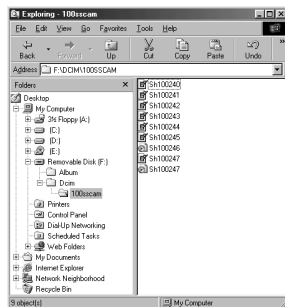 Exploring - 100sscam
File Edit View Go Favorites Tools Help
Back Forward Up Cut Copy Paste Undo »
Address F:\DCIM\100SSCAM
Folders ×
Desktop
My Computer
3½ Floppy (A:)
(C:)
(D:)
(E:)
Removable Disk (F:)
Album
Dcim
100sscam
Printers
Control Panel
Dial-Up Networking
Scheduled Tasks
Web Folders
My Documents
Internet Explorer
Network Neighborhood
Recycle Bin
Sh100240
Sh100241
Sh100242
Sh100243
Sh100244
Sh100245
Sh100246
Sh100247
Sh100247
9 object(s) My Computer